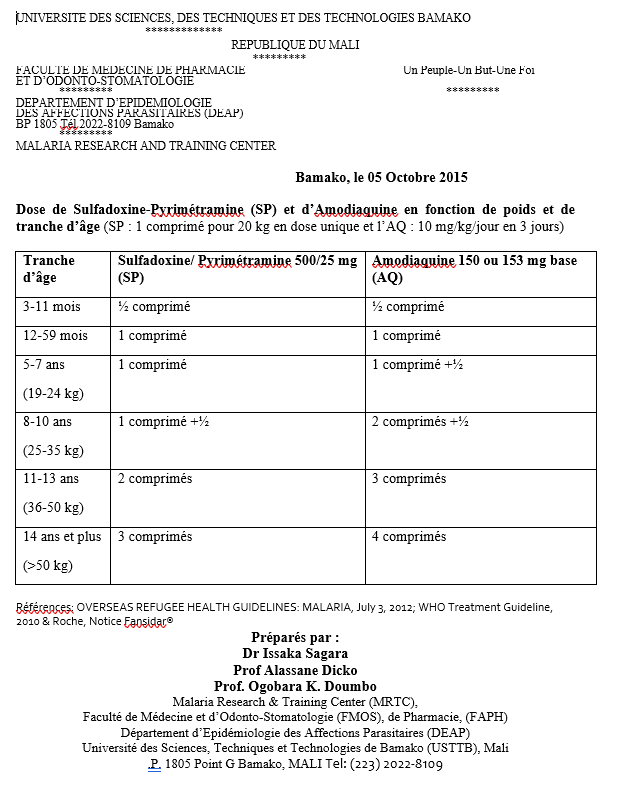 UNIVERSITE DES SCIENCES, DES TECHNIQUES ET DES TECHNOLOGIES BAMAKO
*************
REPUBLIQUE DU MALI
*********
FACULTE DE MEDECINE DE PHARMACIE
ET D'ODONTO-STOMATOLOGIE
Un Peuple-Un But-Une Foi
*********
*********
DEPARTEMENT D'EPIDEMIOLOGIE
DES AFFECTIONS PARASITAIRES (DEAP)
BP 1805 Tél 2022-8109 Bamako
*********
MALARIA RESEARCH AND TRAINING CENTER
Bamako, le 05 Octobre 2015
Dose de Sulfadoxine-Pyrimétramine (SP) et d'Amodiaquine en fonction de poids et de
tranche d'âge (SP : 1 comprimé pour 20 kg en dose unique et l'AQ : 10 mg/kg/jour en 3 jours)
Tranche d'âge
Sulfadoxine/ Pyrimétramine 500/25 mg (SP)
Amodiaquine 150 ou 153 mg base (AQ)
3-11 mois
½ comprimé
½ comprimé
12-59 mois
1 comprimé
1 comprimé
5-7 ans
(19-24 kg)
1 comprimé
1 comprimé +½
8-10 ans
(25-35 kg)
1 comprimé +½
2 comprimés +½
11-13 ans
(36-50 kg)
2 comprimés
3 comprimés
14 ans et plus
(>50 kg)
3 comprimés
4 comprimés
Références: OVERSEAS REFUGEE HEALTH GUIDELINES: MALARIA, July 3, 2012; WHO Treatment Guideline,
2010 & Roche, Notice Fansidar®
Préparés par :
Dr Issaka Sagara
Prof Alassane Dicko
Prof. Ogobara K. Doumbo
Malaria Research & Training Center (MRTC),
Faculté de Médecine et d'Odonto-Stomatologie (FMOS), de Pharmacie, (FAPH)
Département d'Epidémiologie des Affections Parasitaires (DEAP)
Université des Sciences, Techniques et Technologies de Bamako (USTTB), Mali
.P. 1805 Point G Bamako, MALI Tel: (223) 2022-8109